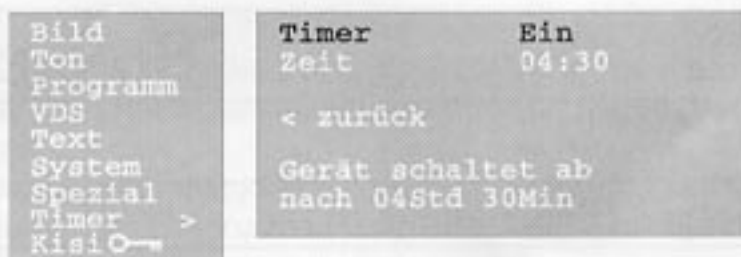 Bild
Ton
Programm
VDS
Text
System
Spezial
Timer >
Kisi
Timer Ein
Zeit 04:30
< zurück
Gerät schaltet ab
nach 04Std 30Min